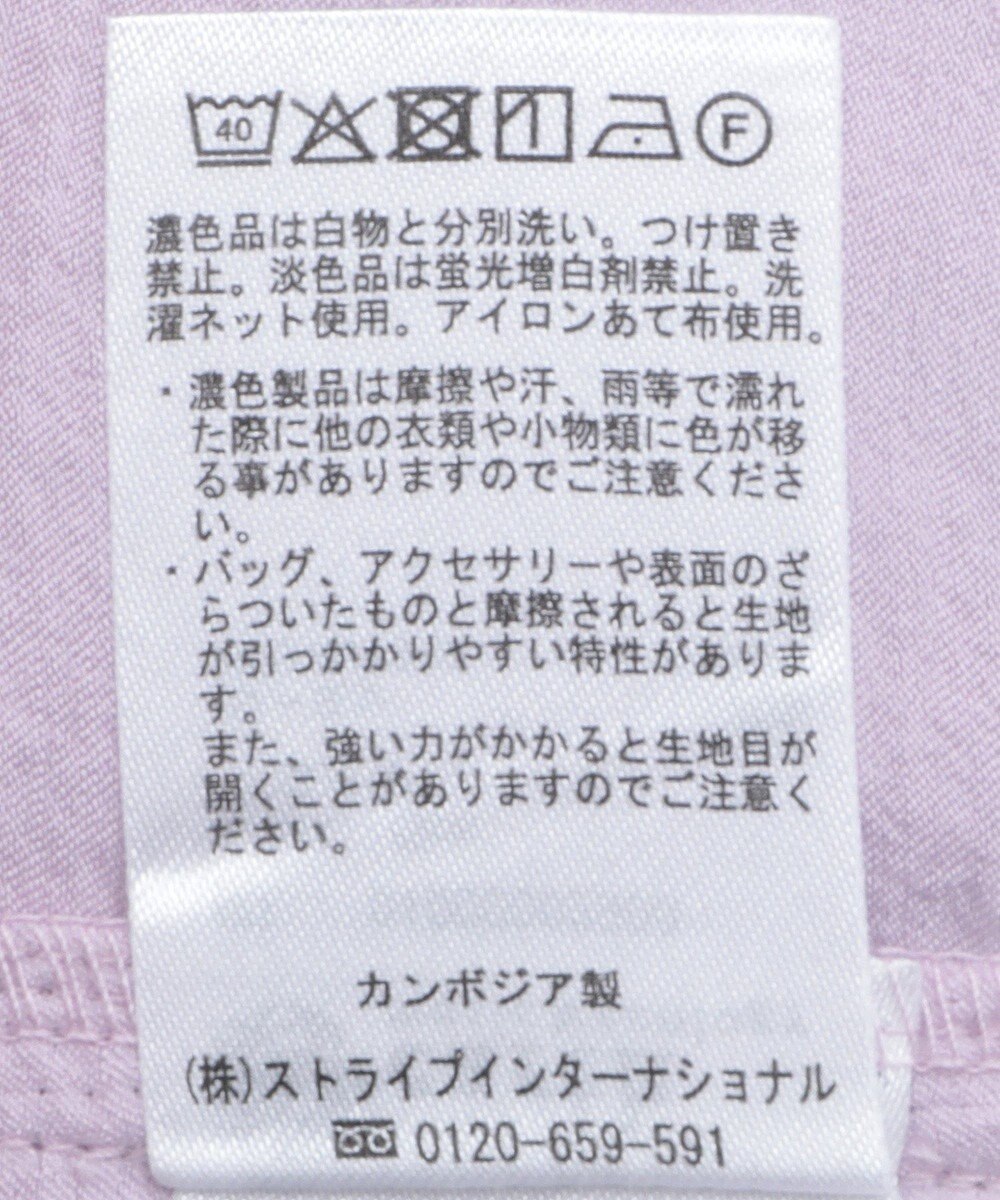 40 F
濃色品は白物と分別洗い。つけ置き
禁止。淡色品は蛍光増白剤禁止。洗
濯ネット使用。アイロンあて布使用。
・濃色製品は摩擦や汗、雨等で濡れ
た際に他の衣類や小物類に色が移
る事がありますのでご注意くださ
い。
・バッグ、アクセサリーや表面のざ
らついたものと摩擦されると生地
が引っかかりやすい特性がありま
す。
また、強い力がかかると生地目が
開くことがありますのでご注意く
ださい。
カンボジア製
(株)ストライプインターナショナル
0120-659-591